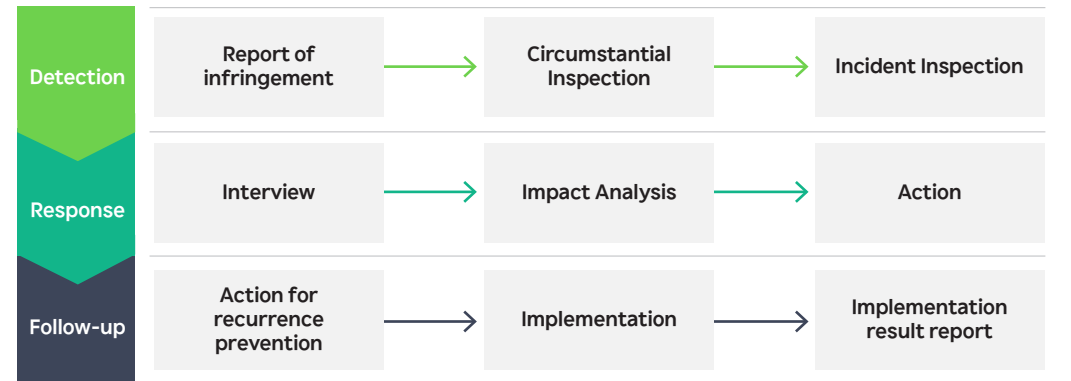 Detection
Report of
infringement
Circumstantial
Inspection
Incident Inspection
Response
Interview
Impact Analysis
Action
Follow-up
Action for
recurrence
prevention
Implementation
Implementation
result report